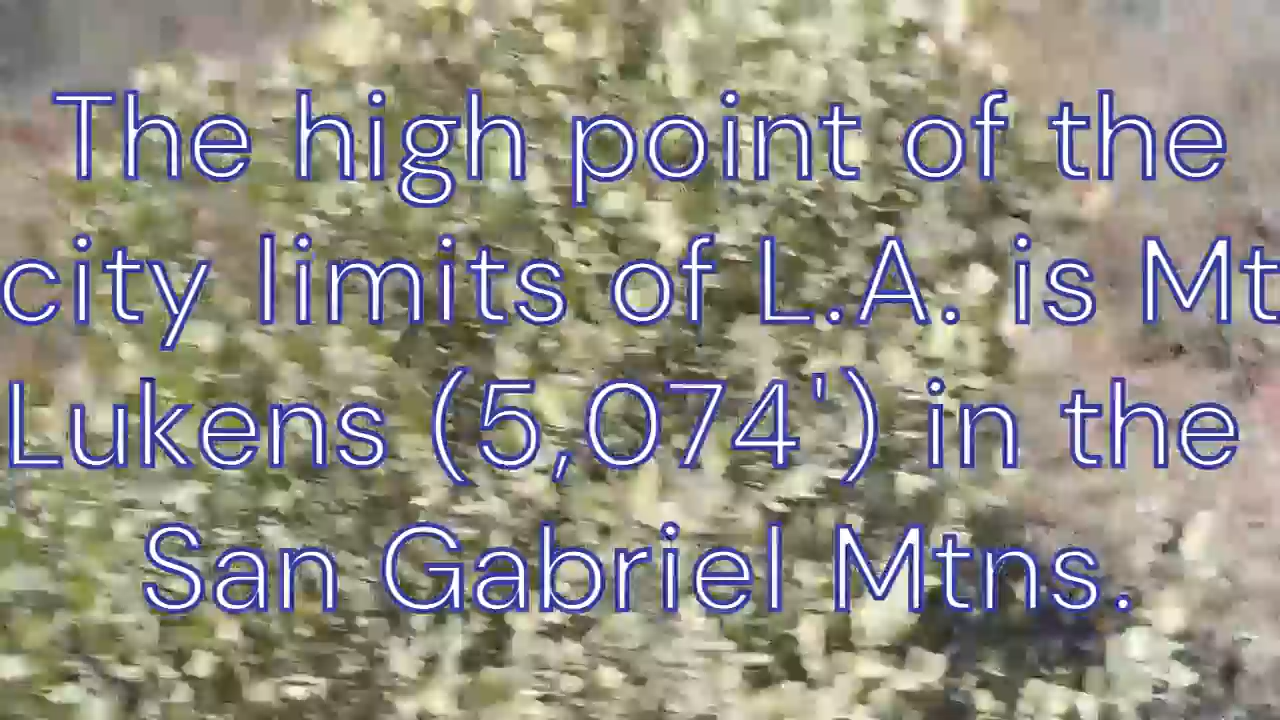 The high point of the
city limits of L.A. is Mt
Lukens (5,074') in the
San Gabriel Mtns.